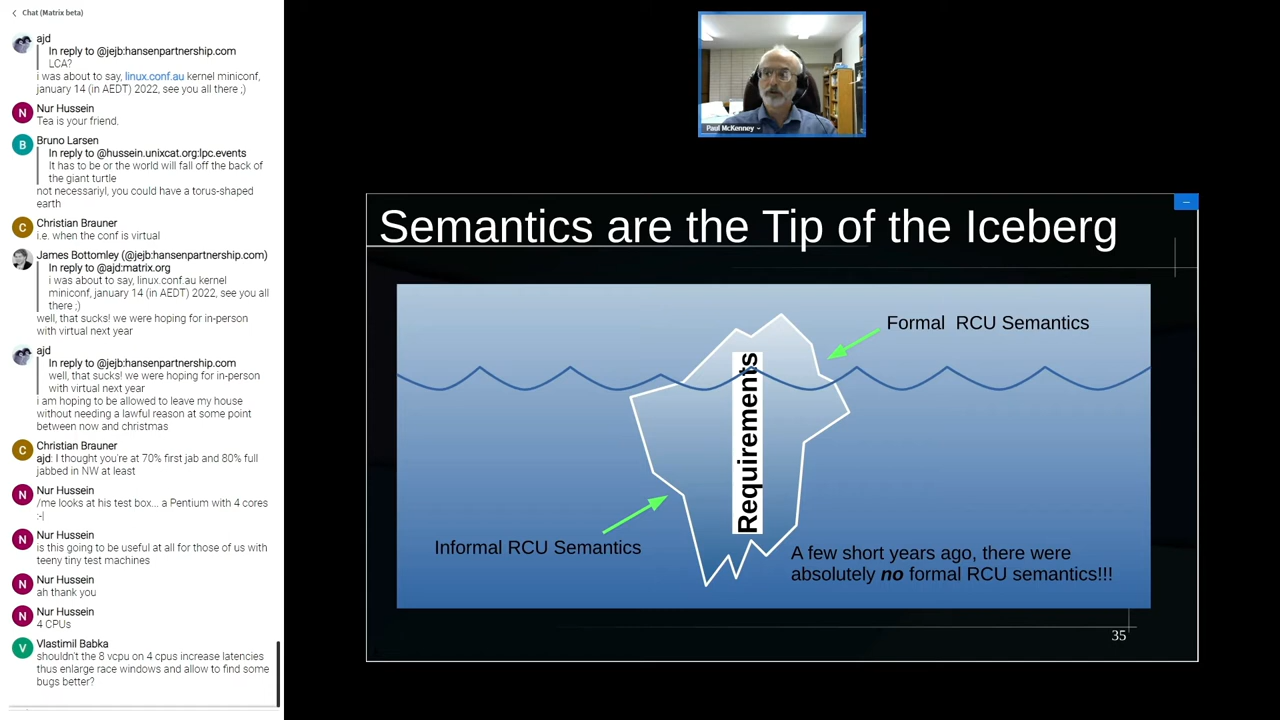 Chat (Matrix beta)
ajd
In reply to @jejb:hansenpartnership.com
LCA?
i was about to say, linux.conf.au kernel miniconf,
january 14 (in AEDT) 2022, see you all there ;)
N
Nur Hussein
Tea is your friend.
B
Bruno Larsen
In reply to @hussein.unixcat.org:lpc.events
It has to be or the world will fall off the back of
the giant turtle
not necessariyl, you could have a torus-shaped
earth
C
Christian Brauner
i.e. when the conf is virtual
James Bottomley (@jejb:hansenpartnership.com)
In reply to @ajd:matrix.org
i was about to say, linux.conf.au kernel
miniconf, january 14 (in AEDT) 2022, see you all
there ;)
well, that sucks! we were hoping for in-person
with virtual next year
ajd
In reply to @jejb:hansenpartnership.com
well, that sucks! we were hoping for in-person
with virtual next year
i am hoping to be allowed to leave my house
without needing a lawful reason at some point
between now and christmas
C
Christian Brauner
ajd: I thought you're at 70% first jab and 80% full
jabbed in NW at least
N
Nur Hussein
/me looks at his test box... a Pentium with 4 cores
:-|
N
Nur Hussein
is this going to be useful at all for those of us with
teeny tiny test machines
N
Nur Hussein
ah thank you
N
Nur Hussein
4 CPUs
V
Vlastimil Babka
shouldn't the 8 vcpu on 4 cpus increase latencies
thus enlarge race windows and allow to find some
bugs better?
Paul McKenney
Semantics are the Tip of the Iceberg
Formal RCU Semantics
Requirements
Informal RCU Semantics
A few short years ago, there were
absolutely no formal RCU semantics!!!
35